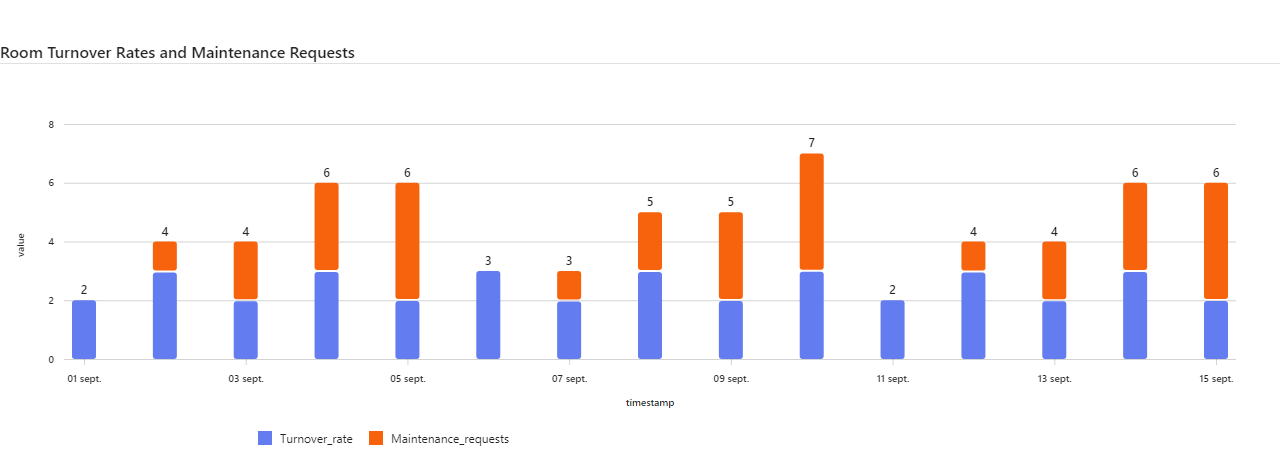 Room Turnover Rates and Maintenance Requests
8
7
6 6 6 6
6
5 5
value
4 4 4 4
4
3 3
2 2
2
0
01 sept. 03 sept. 05 sept. 07 sept. 09 sept. 11 sept. 13 sept. 15 sept.
timestamp
Turnover_rate Maintenance_requests